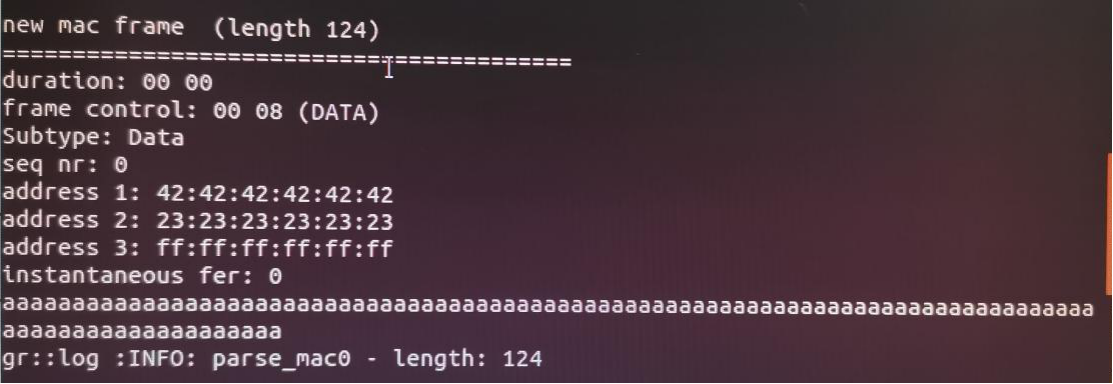 new mac frame  (length 124)
=========================================
duration: 00 00
frame control: 00 08 (DATA)
Subtype: Data
seq nr: 0
address 1: 42:42:42:42:42:42
address 2: 23:23:23:23:23:23
address 3: ff:ff:ff:ff:ff:ff
instantaneous fer: 0
aaaaaaaaaaaaaaaaaaaaaaaaaaaaaaaaaaaaaaaaaaaaaaaaaaaaaaaaaaaaaaaaaaaaaaaaaaaaaa
aaaaaaaaaaaaaaaaaaaa
gr::log :INFO: parse_mac0 - length: 124